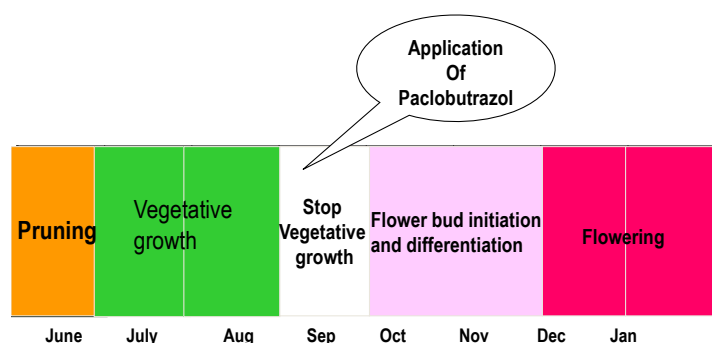 Application
Of
Paclobutrazol
Pruning
Vegetative
growth
Stop
Vegetative
growth
Flower bud initiation
and differentiation
Flowering
June July Aug Sep Oct Nov Dec Jan